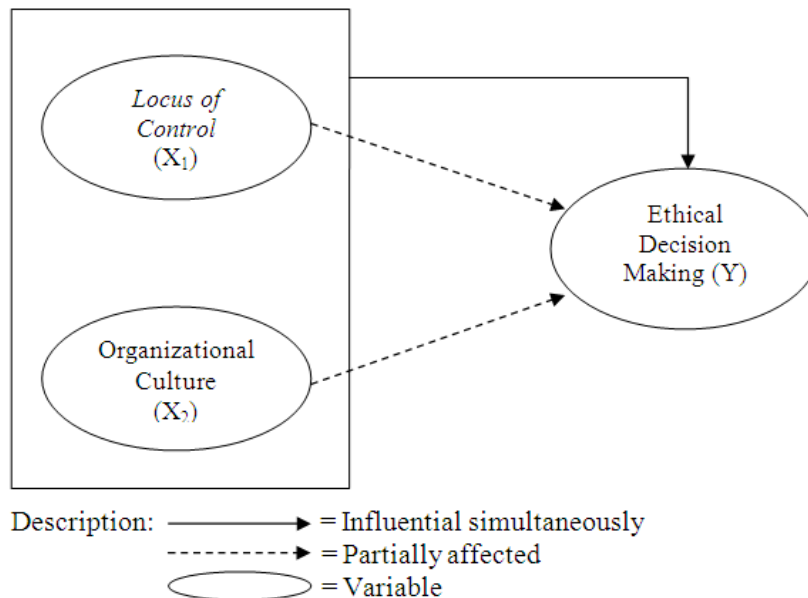 Locus of
Control
(X₁)
Ethical
Decision
Making (Y)
Organizational
Culture
(X₂)
Description: = Influential simultaneously
= Partially affected
= Variable